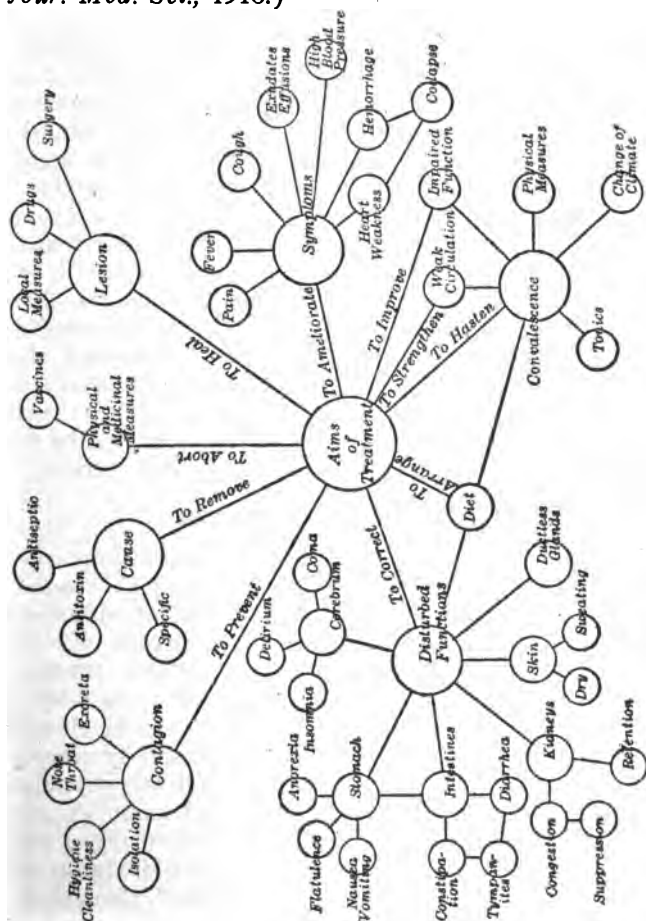 Jour. Med. Sci.,
Surgery
Drugs
Local
Measures
Lesion
To Heal
Vaccines
Physical
and
Medicinal
Measures
To Abort
Antiseptic
Antitoxin
Specific
Cause
To Remove
Excreta
Nose
Throat
Hygiene
Cleanliness
Isolation
Contagion
To Prevent
High
Blood
Pressure
Exudates
Effusions
Cough
Fever
Pain
Symptoms
Hemorrhage
Collapse
Heart
Weakness
To Ameliorate
Aims
of
Treatment
Impaired
Function
To Improve
Weak
Circulation
To Strengthen
To Hasten
Convalescence
Physical
Measures
Change of
Climate
Tonics
To
Arrange
Diet
To Correct
Disturbed
Functions
Coma
Delirium
Insomnia
Cerebrum
Ductless
Glands
Skin
Sweating
Dry
Kidneys
Retention
Congestion
Suppression
Stomach
Anorexia
Flatulence
Nausea
Vomiting
Intestines
Diarrhea
Constipa-
tion
Tympan-
ites